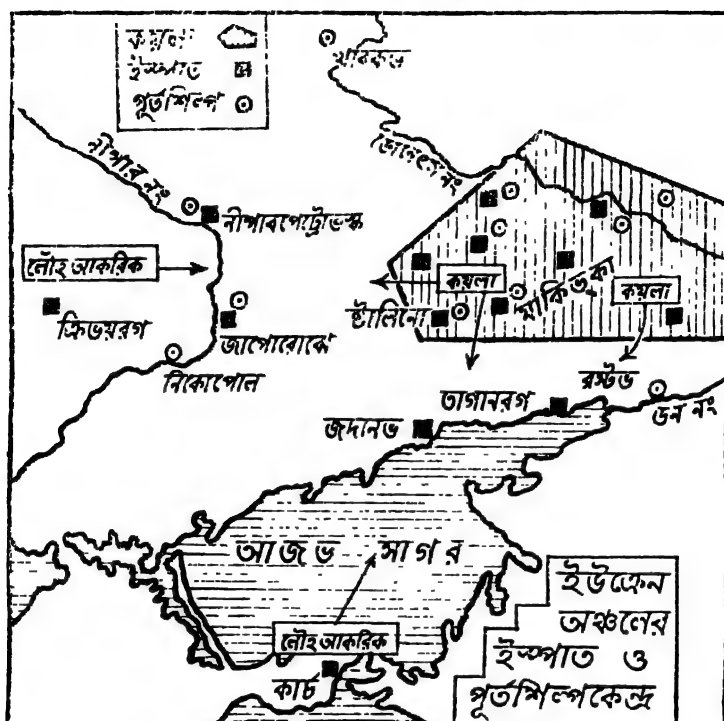 কয়লা
ইস্পাত
পূর্তশিল্প
খারকভ
নীপার নং
ডোনেৎস নং
নীপারপেট্রোভস্ক
লৌহ আকরিক
ক্রিভয়রগ
জাপোরোঝে
নিকোপোল
কয়লা
মাকিভ্‌কা
কয়লা
ষ্টালিনো
রস্টভ
তাগানরগ
ডন নং
জদানভ
আজভ সাগর
লৌহ আকরিক
কার্চ
ইউক্রেন
অঞ্চলের
ইস্পাত ও
পূর্তশিল্পকেন্দ্র